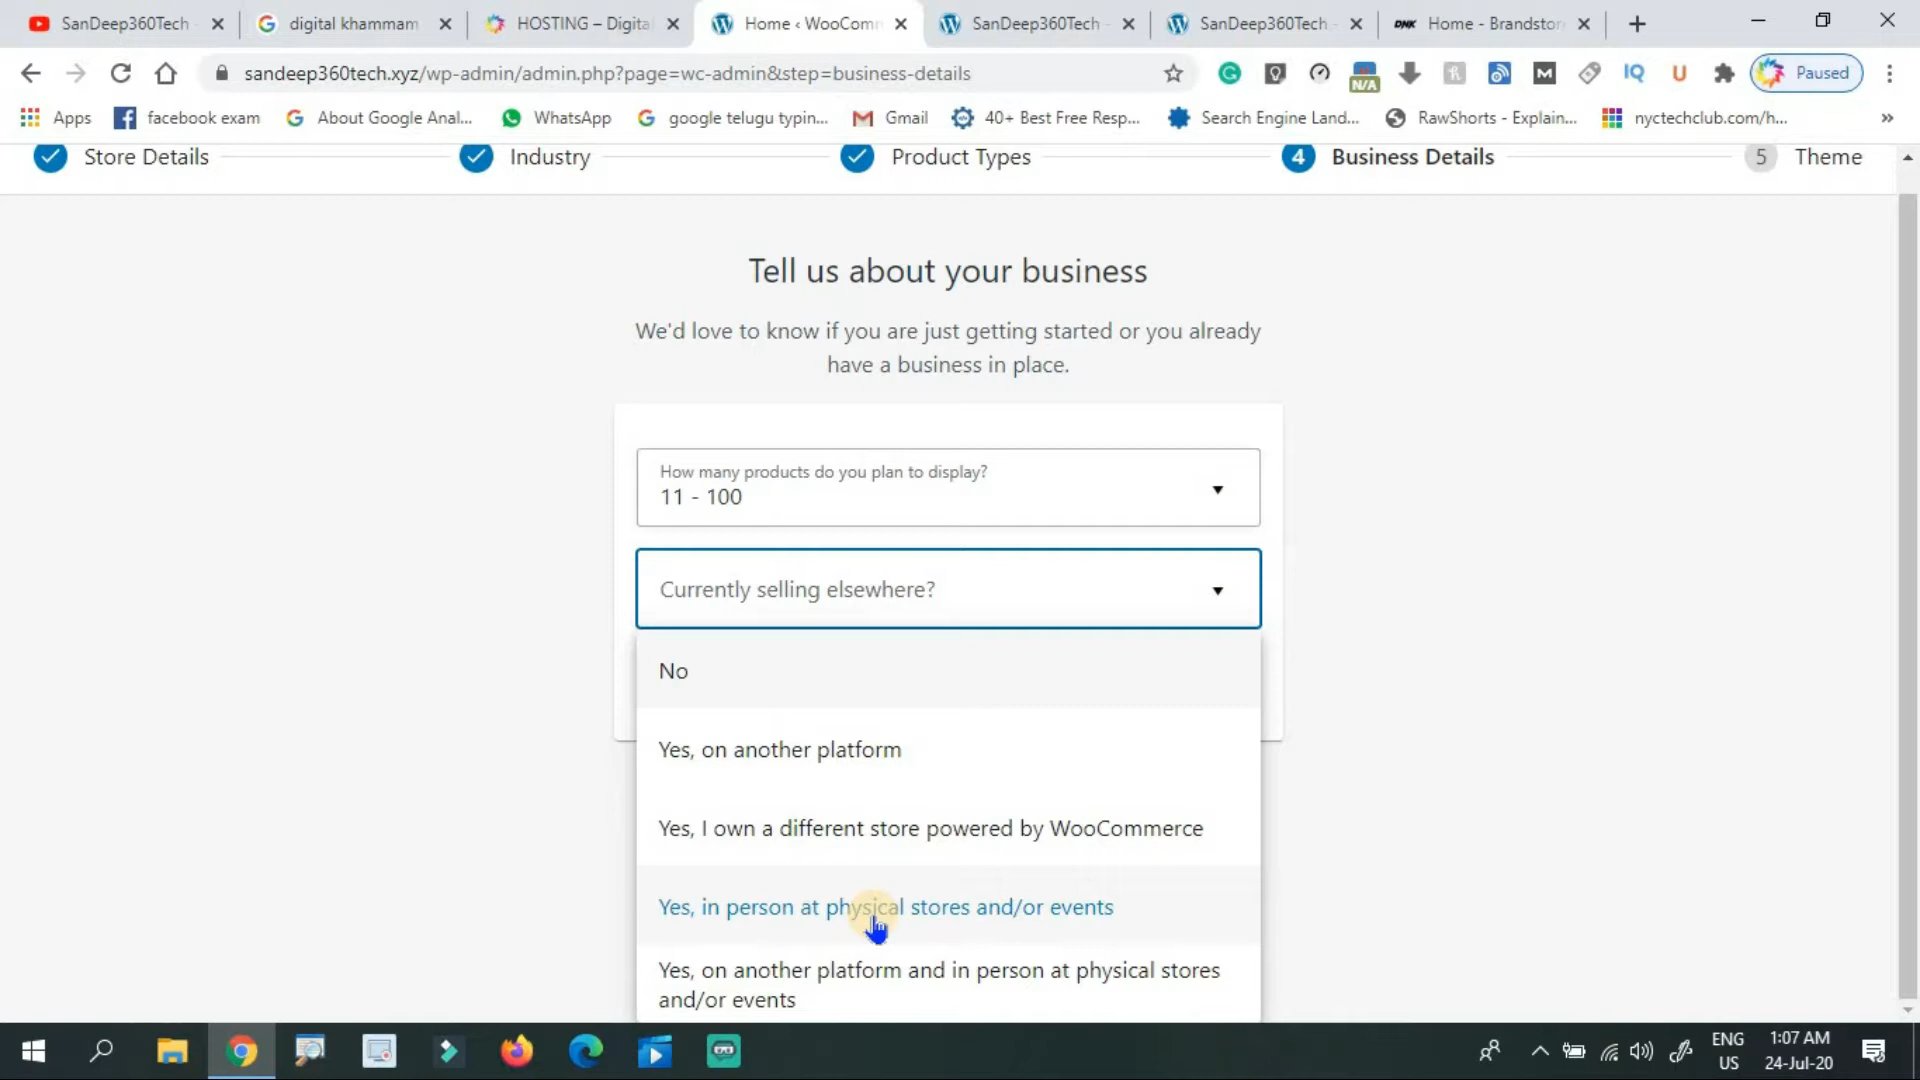 SanDeep360Tech -
digital khammam
HOSTING – Digita
Home ‹ WooComm
SanDeep360Tech -
SanDeep360Tech
DNK Home - Brandstor
sandeep360tech.xyz/wp-admin/admin.php?page=wc-admin&step=business-details
N/A
IQ
Paused
Apps
facebook exam
About Google Anal...
WhatsApp
google telugu typin...
Gmail
40+ Best Free Resp...
Search Engine Land...
RawShorts - Explain...
nyctechclub.com/h...
»
Store Details
Industry
Product Types
4 Business Details
5 Theme
Tell us about your business
We'd love to know if you are just getting started or you already
have a business in place.
How many products do you plan to display?
11 - 100
Currently selling elsewhere?
No
Yes, on another platform
Yes, I own a different store powered by WooCommerce
Yes, in person at physical stores and/or events
Yes, on another platform and in person at physical stores
and/or events
ENG
US
1:07 AM
24-Jul-20